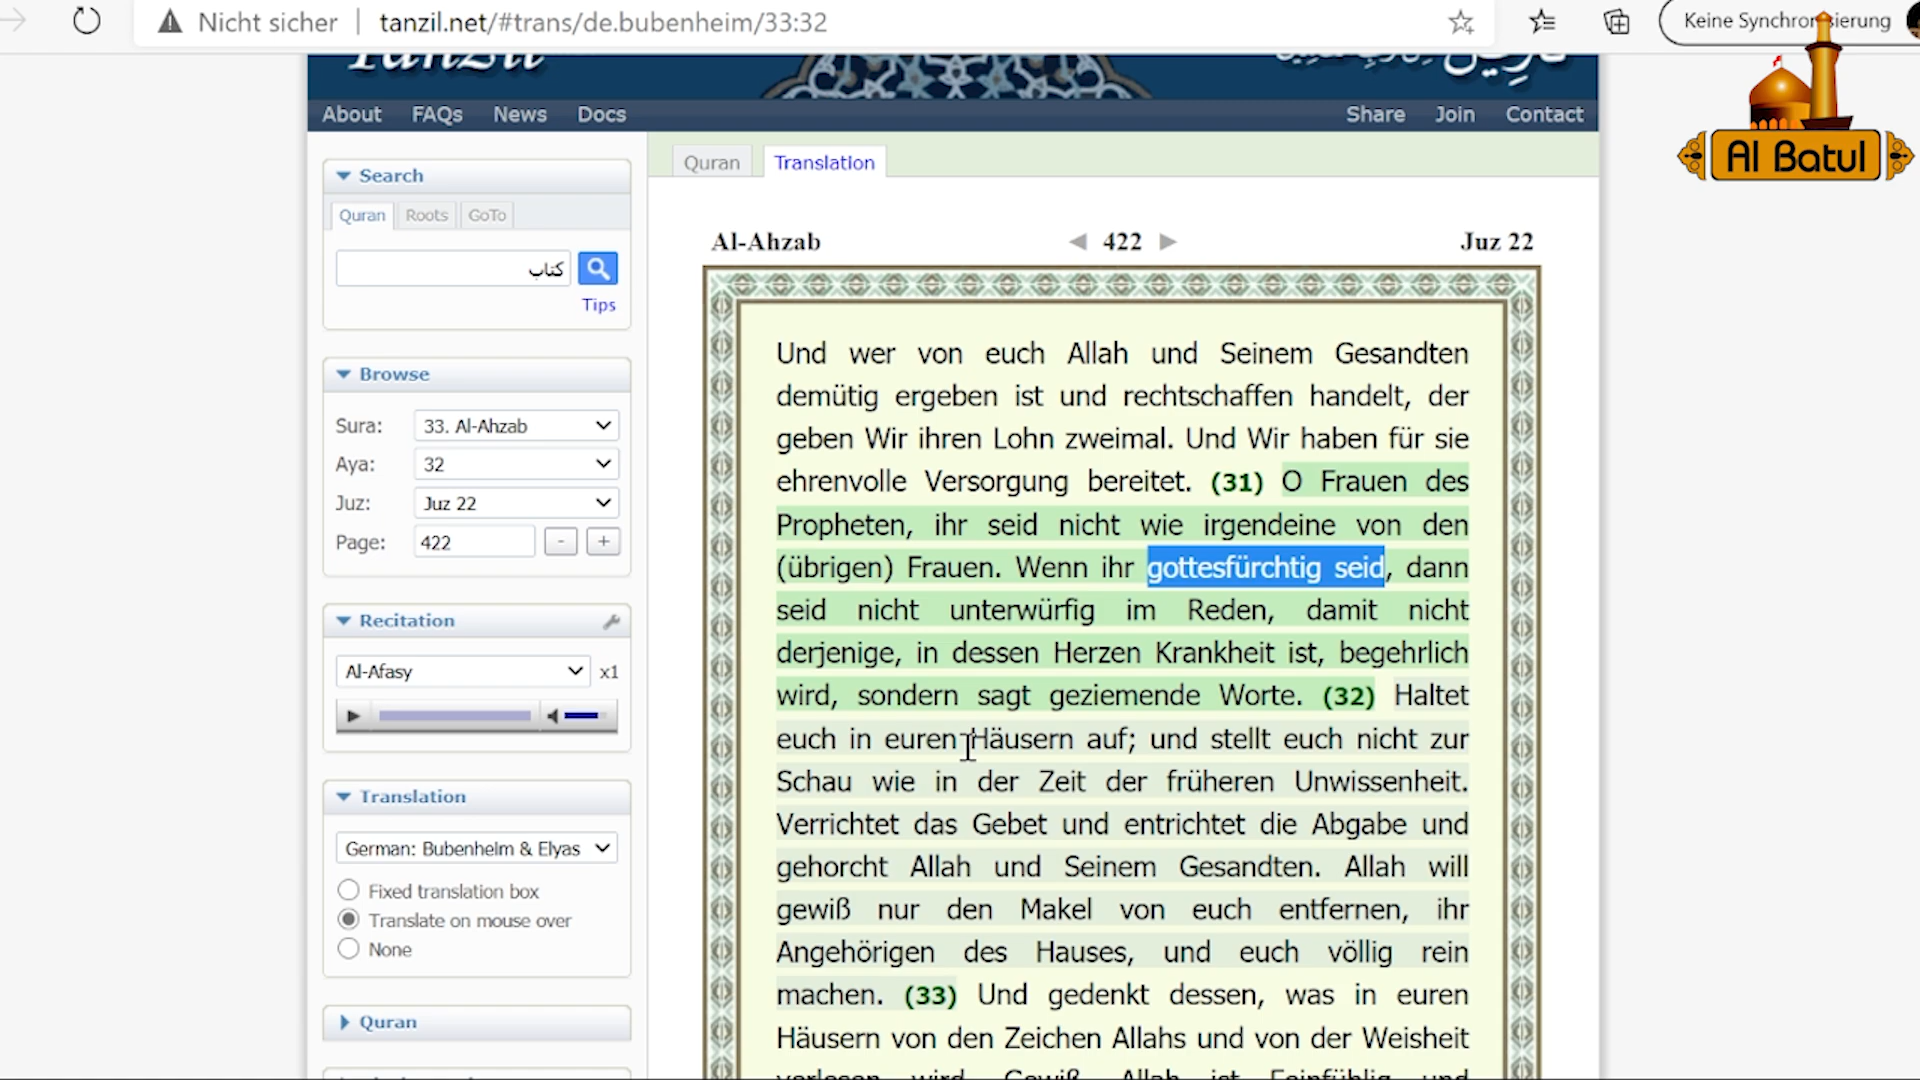 Nicht sicher
tanzil.net/#trans/de.bubenheim/33:32
Keine Synchronisierung
Al Batul
Tanzil
About
FAQs
News
Docs
Share
Join
Contact
Search
Quran
Roots
GoTo
كتاب
Tips
Browse
Sura:
33. Al-Ahzab
Aya:
32
Juz:
Juz 22
Page:
422
-
+
Recitation
Al-Afasy
x1
Translation
German: Bubenheim & Elyas
Fixed translation box
Translate on mouse over
None
Quran
Quran
Translation
Al-Ahzab
422
Juz 22
Und wer von euch Allah und Seinem Gesandten
demütig ergeben ist und rechtschaffen handelt, der
geben Wir ihren Lohn zweimal. Und Wir haben für sie
ehrenvolle Versorgung bereitet. (31) O Frauen des
Propheten, ihr seid nicht wie irgendeine von den
(übrigen) Frauen. Wenn ihr gottesfürchtig seid, dann
seid nicht unterwürfig im Reden, damit nicht
derjenige, in dessen Herzen Krankheit ist, begehrlich
wird, sondern sagt geziemende Worte. (32) Haltet
euch in euren Häusern auf; und stellt euch nicht zur
Schau wie in der Zeit der früheren Unwissenheit.
Verrichtet das Gebet und entrichtet die Abgabe und
gehorcht Allah und Seinem Gesandten. Allah will
gewiß nur den Makel von euch entfernen, ihr
Angehörigen des Hauses, und euch völlig rein
machen. (33) Und gedenkt dessen, was in euren
Häusern von den Zeichen Allahs und von der Weisheit
verlesen wird. Gewiß, Allah ist Feinfühlig und